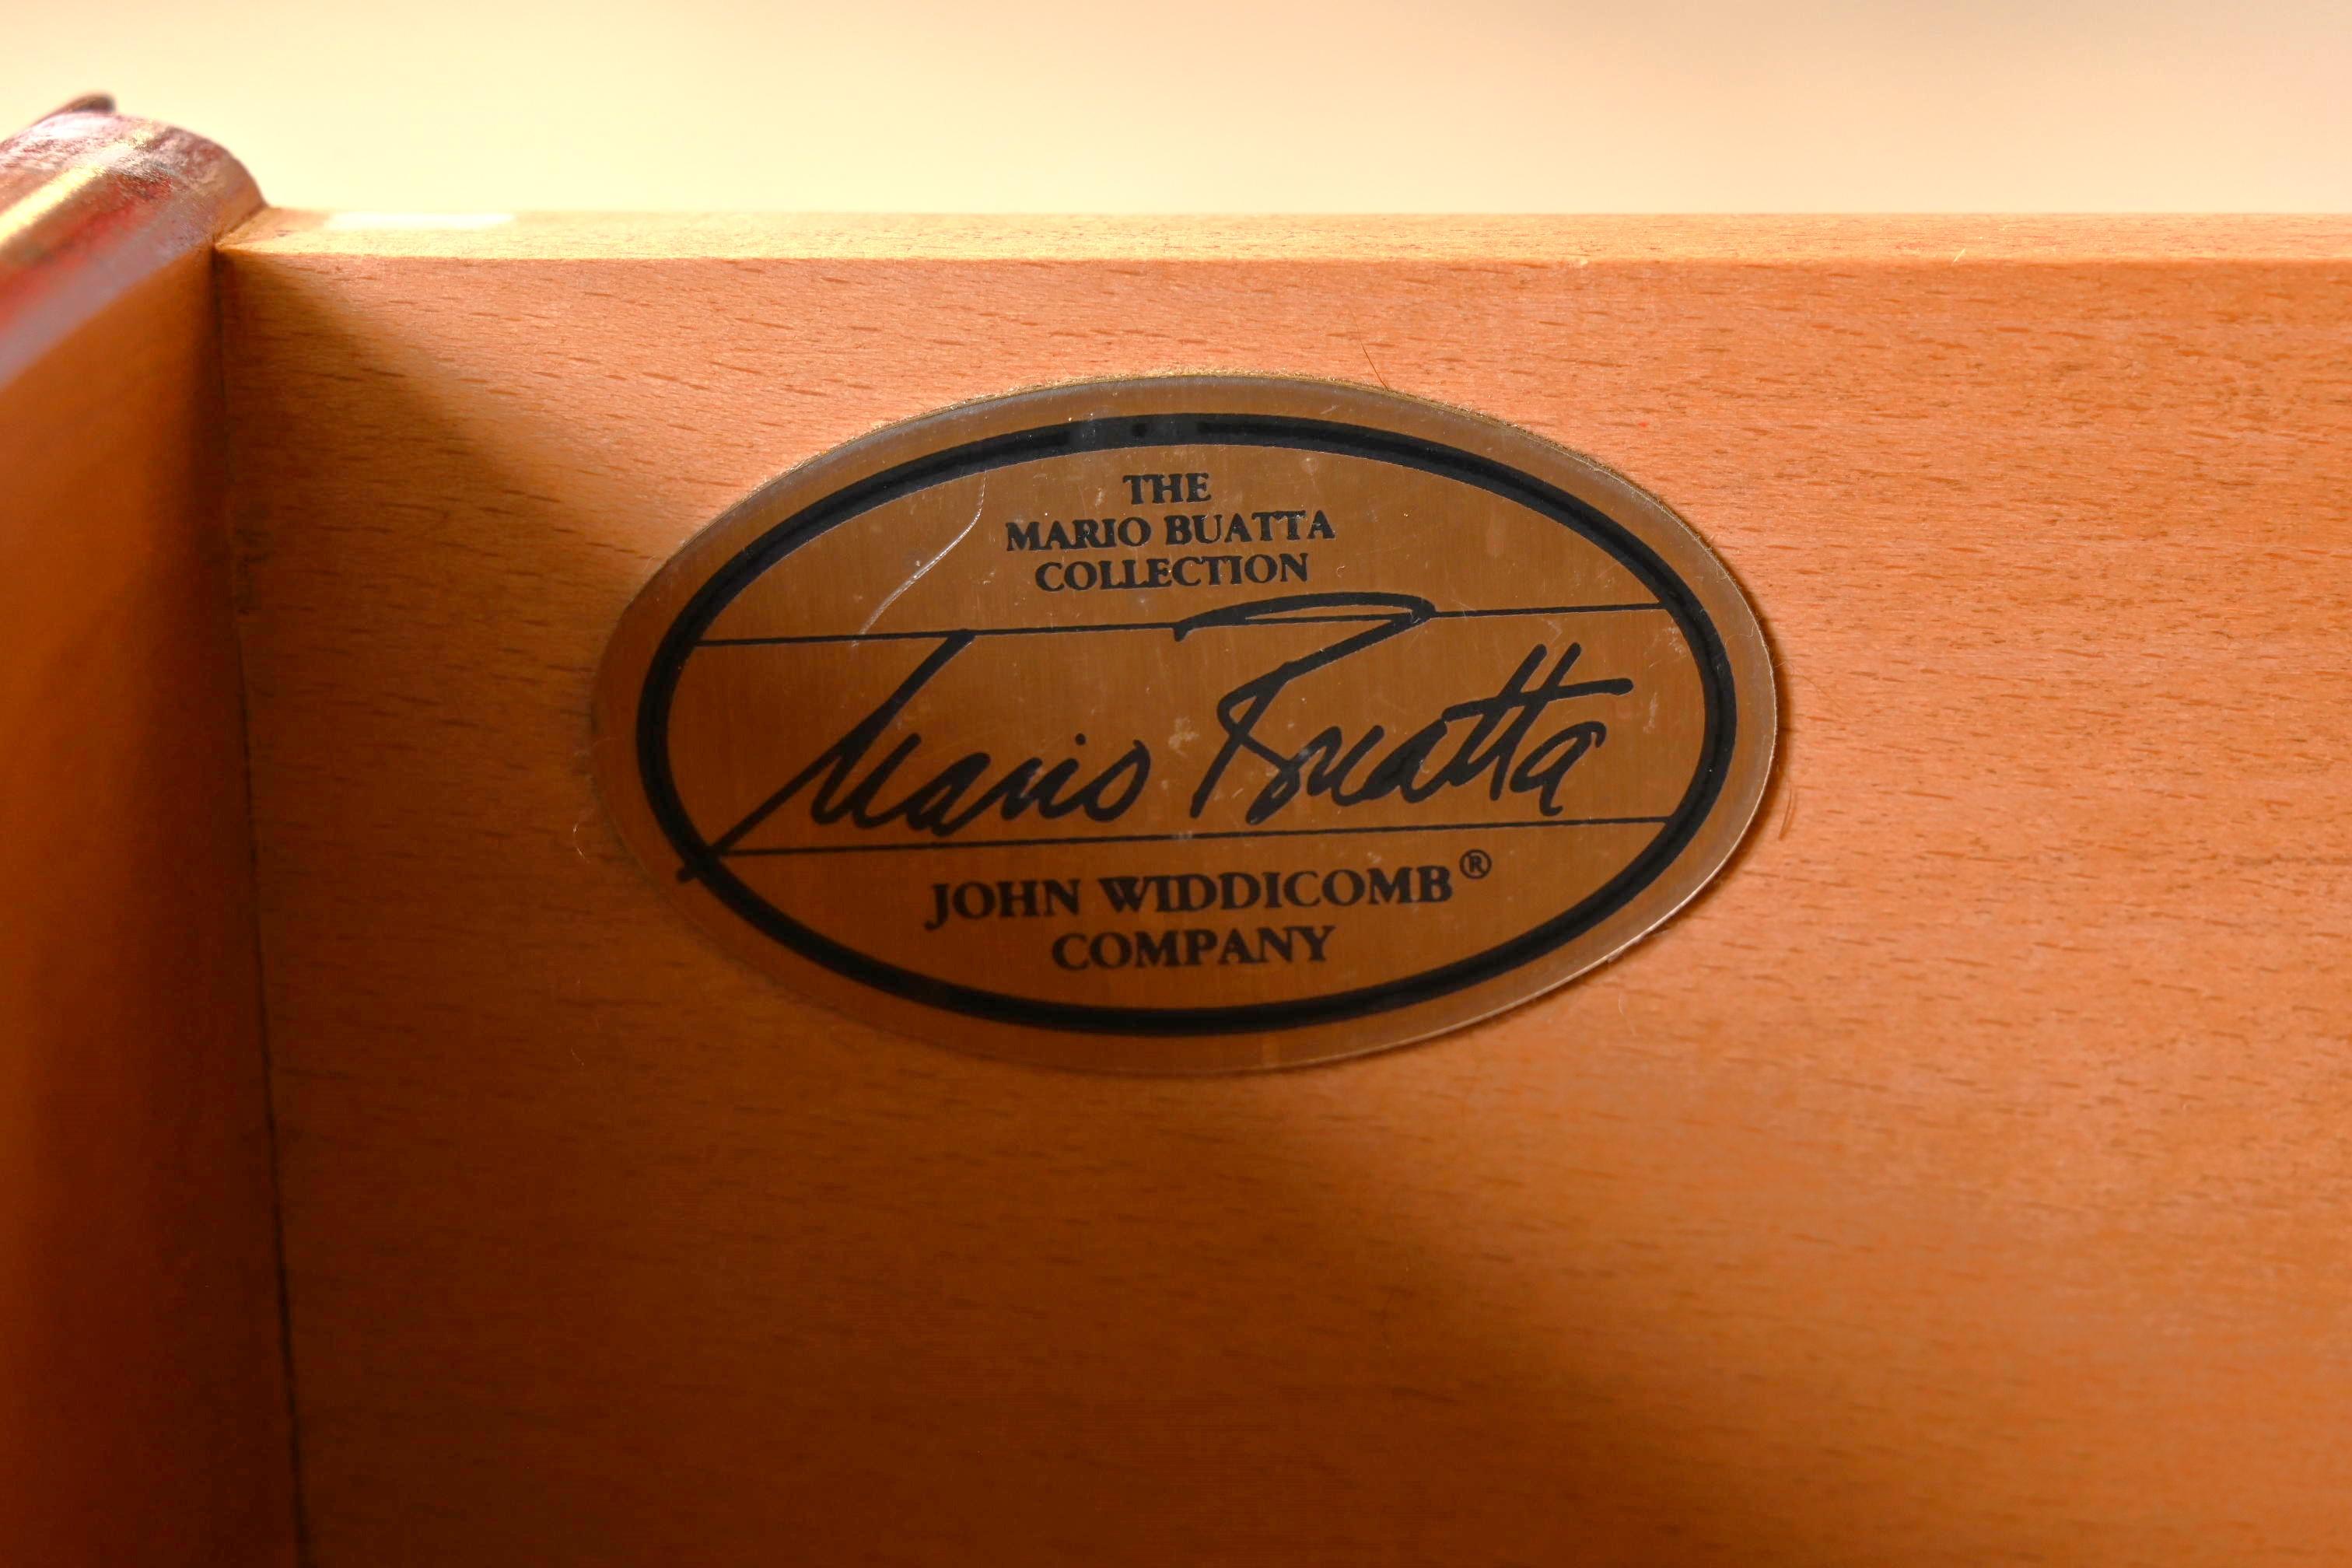 THE
MARIO BUATTA
COLLECTION
Mario Buatta
JOHN WIDDICOMB®
COMPANY